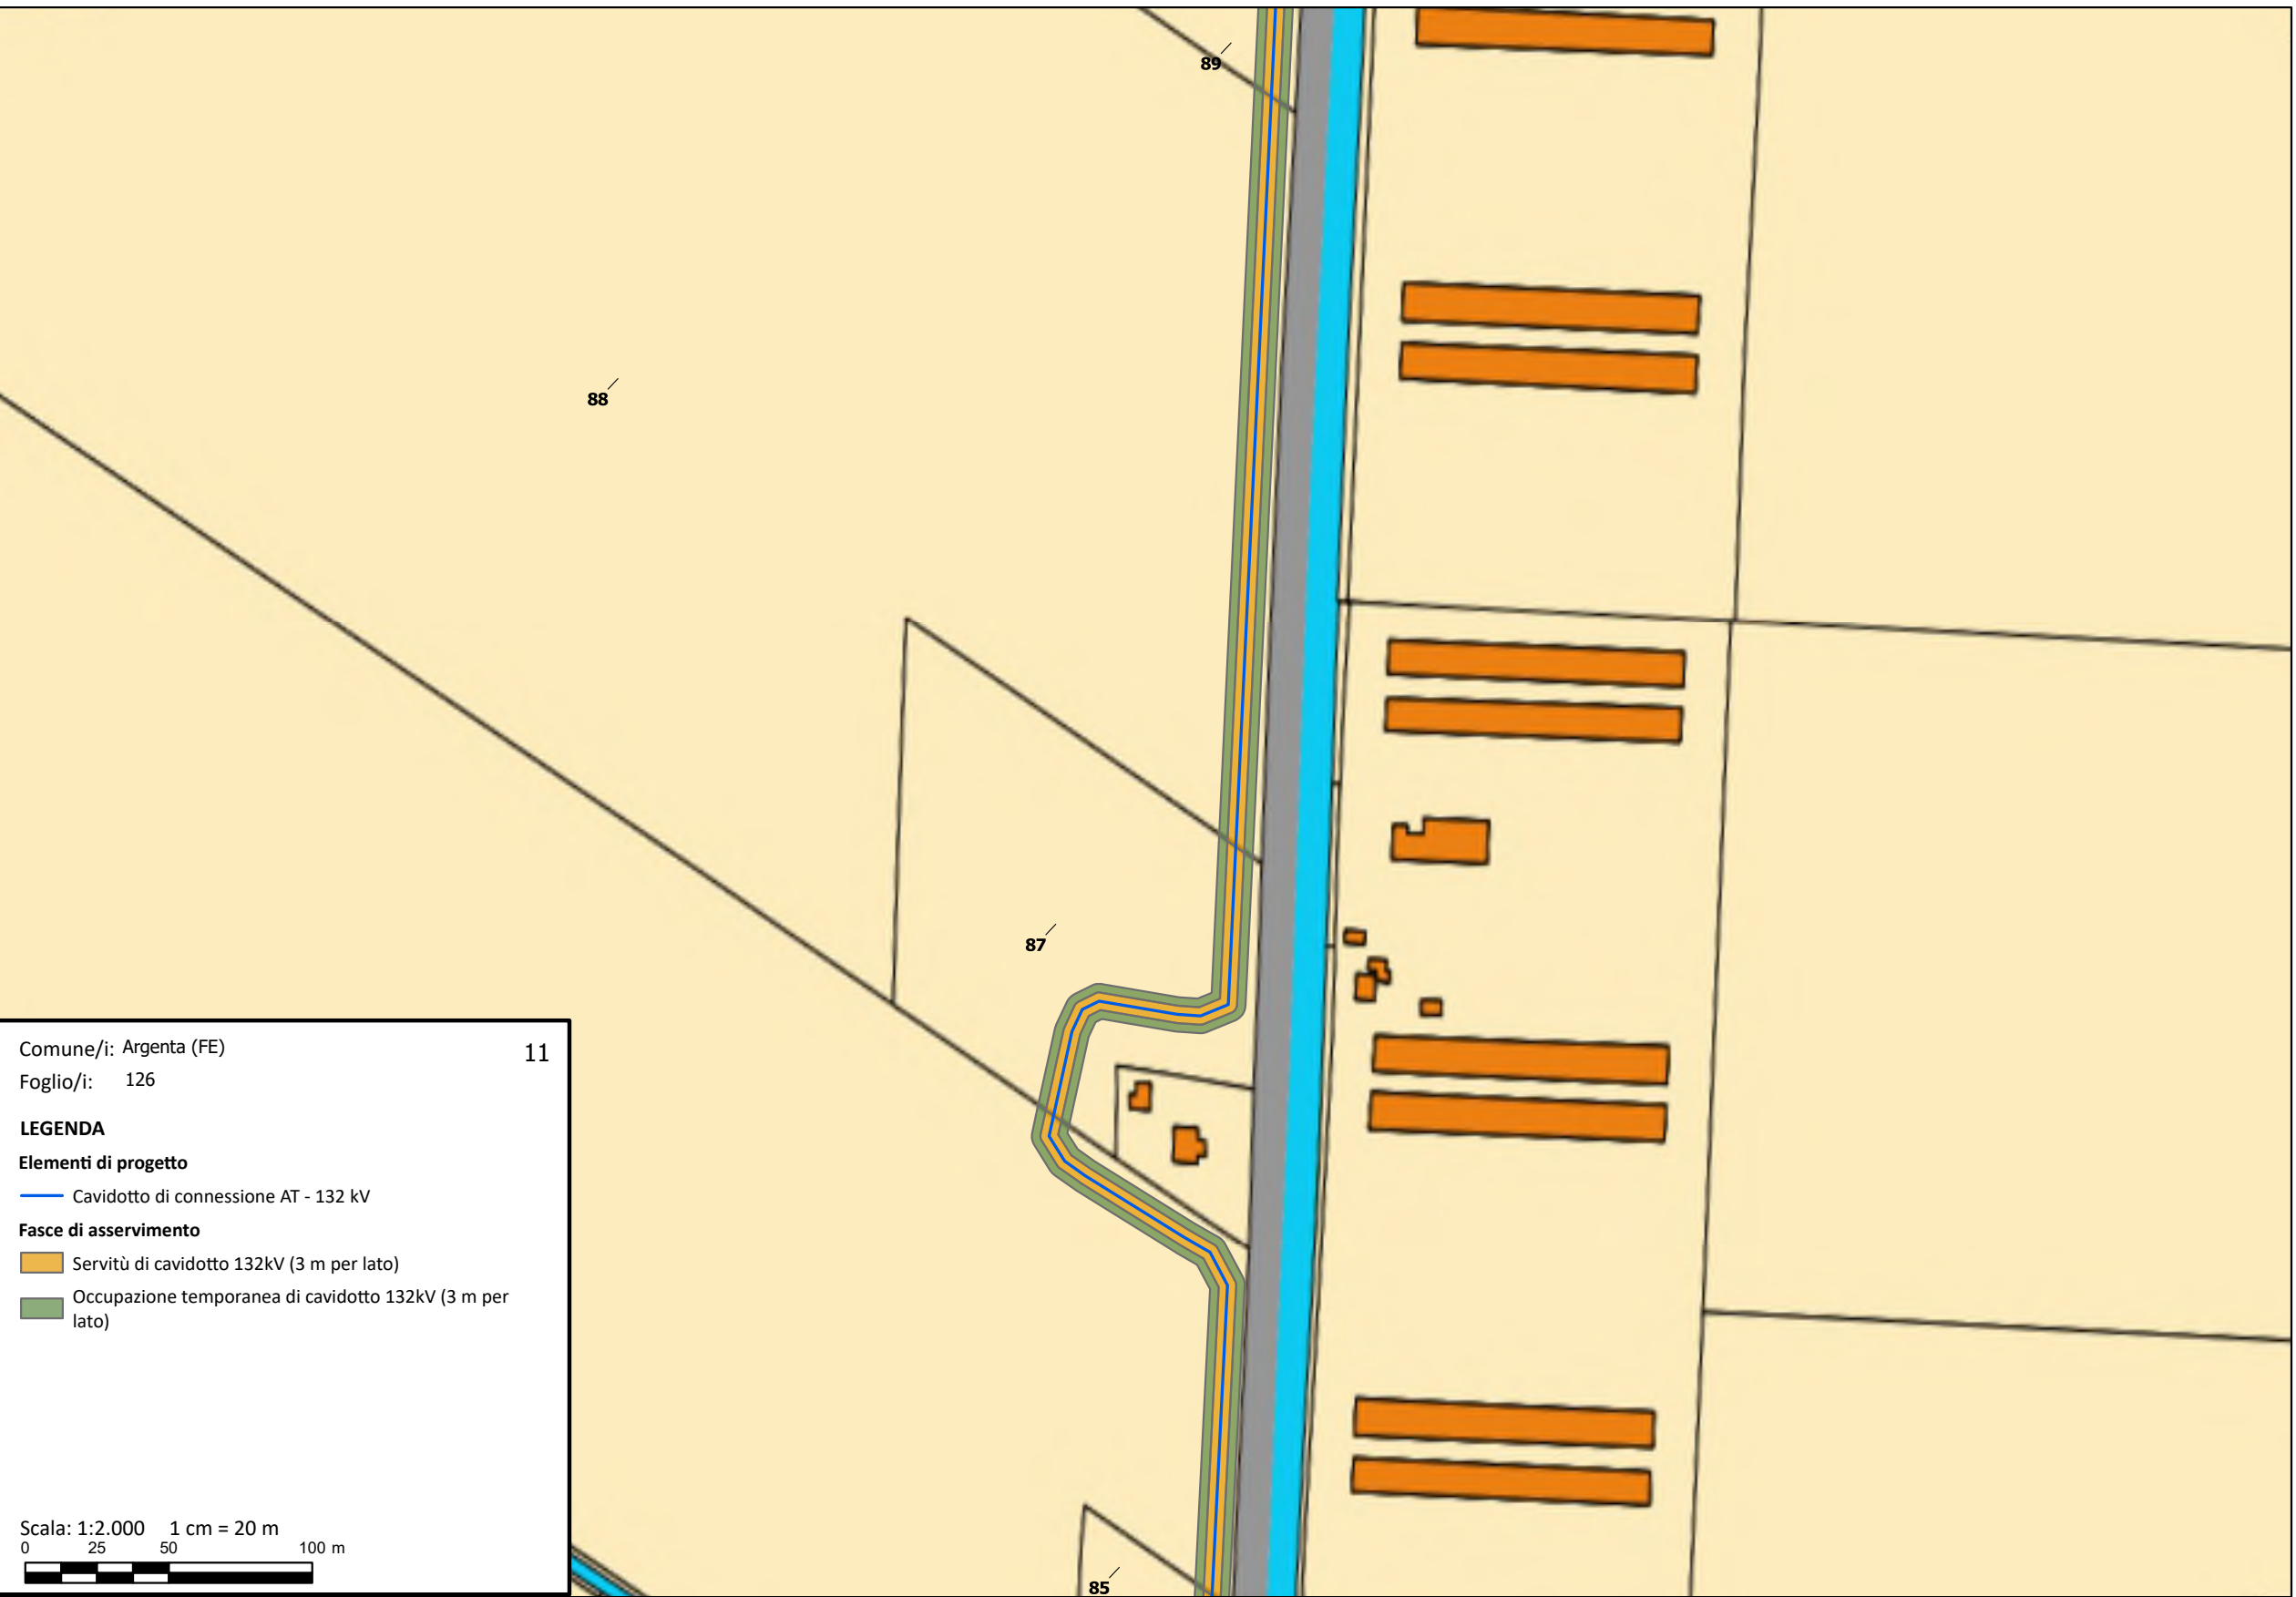 89
88
87
Comune/i: Argenta (FE) 11
Foglio/i: 126
LEGENDA
Elementi di progetto
Cavidotto di connessione AT - 132 kV
Fasce di asservimento
Servitù di cavidotto 132kV (3 m per lato)
Occupazione temporanea di cavidotto 132kV (3 m per
lato)
Scala: 1:2.000 1 cm = 20 m
0 25 50 100 m
85